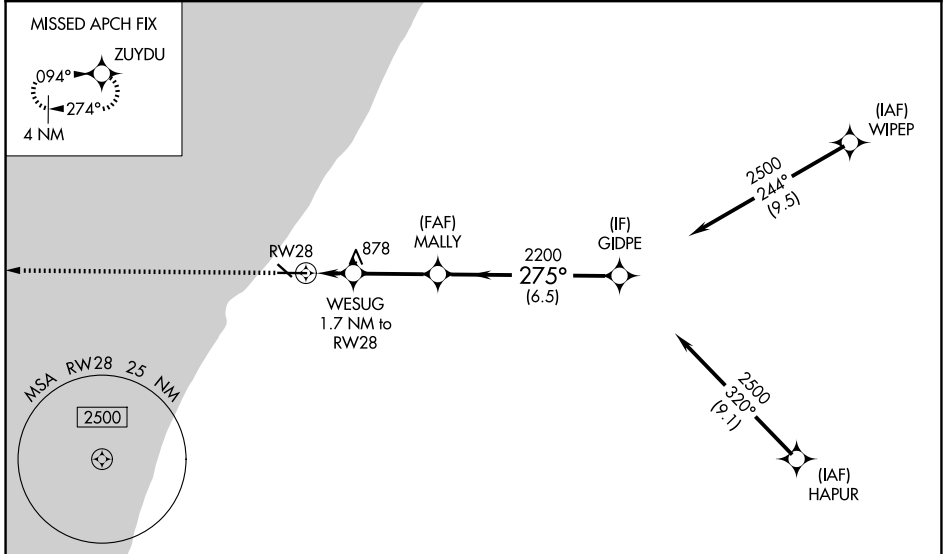 MISSED APCH FIX
ZUYDU
094°
274°
4 NM
(IAF)
WIPEP
2500
244°
(9.5)
(FAF)
MALLY
(IF)
GIDPE
878
RW28
2200
275°
(6.5)
WESUG
1.7 NM to
RW28
MSA RW28 25 NM
2500
2500
320°
(9.1)
(IAF)
HAPUR